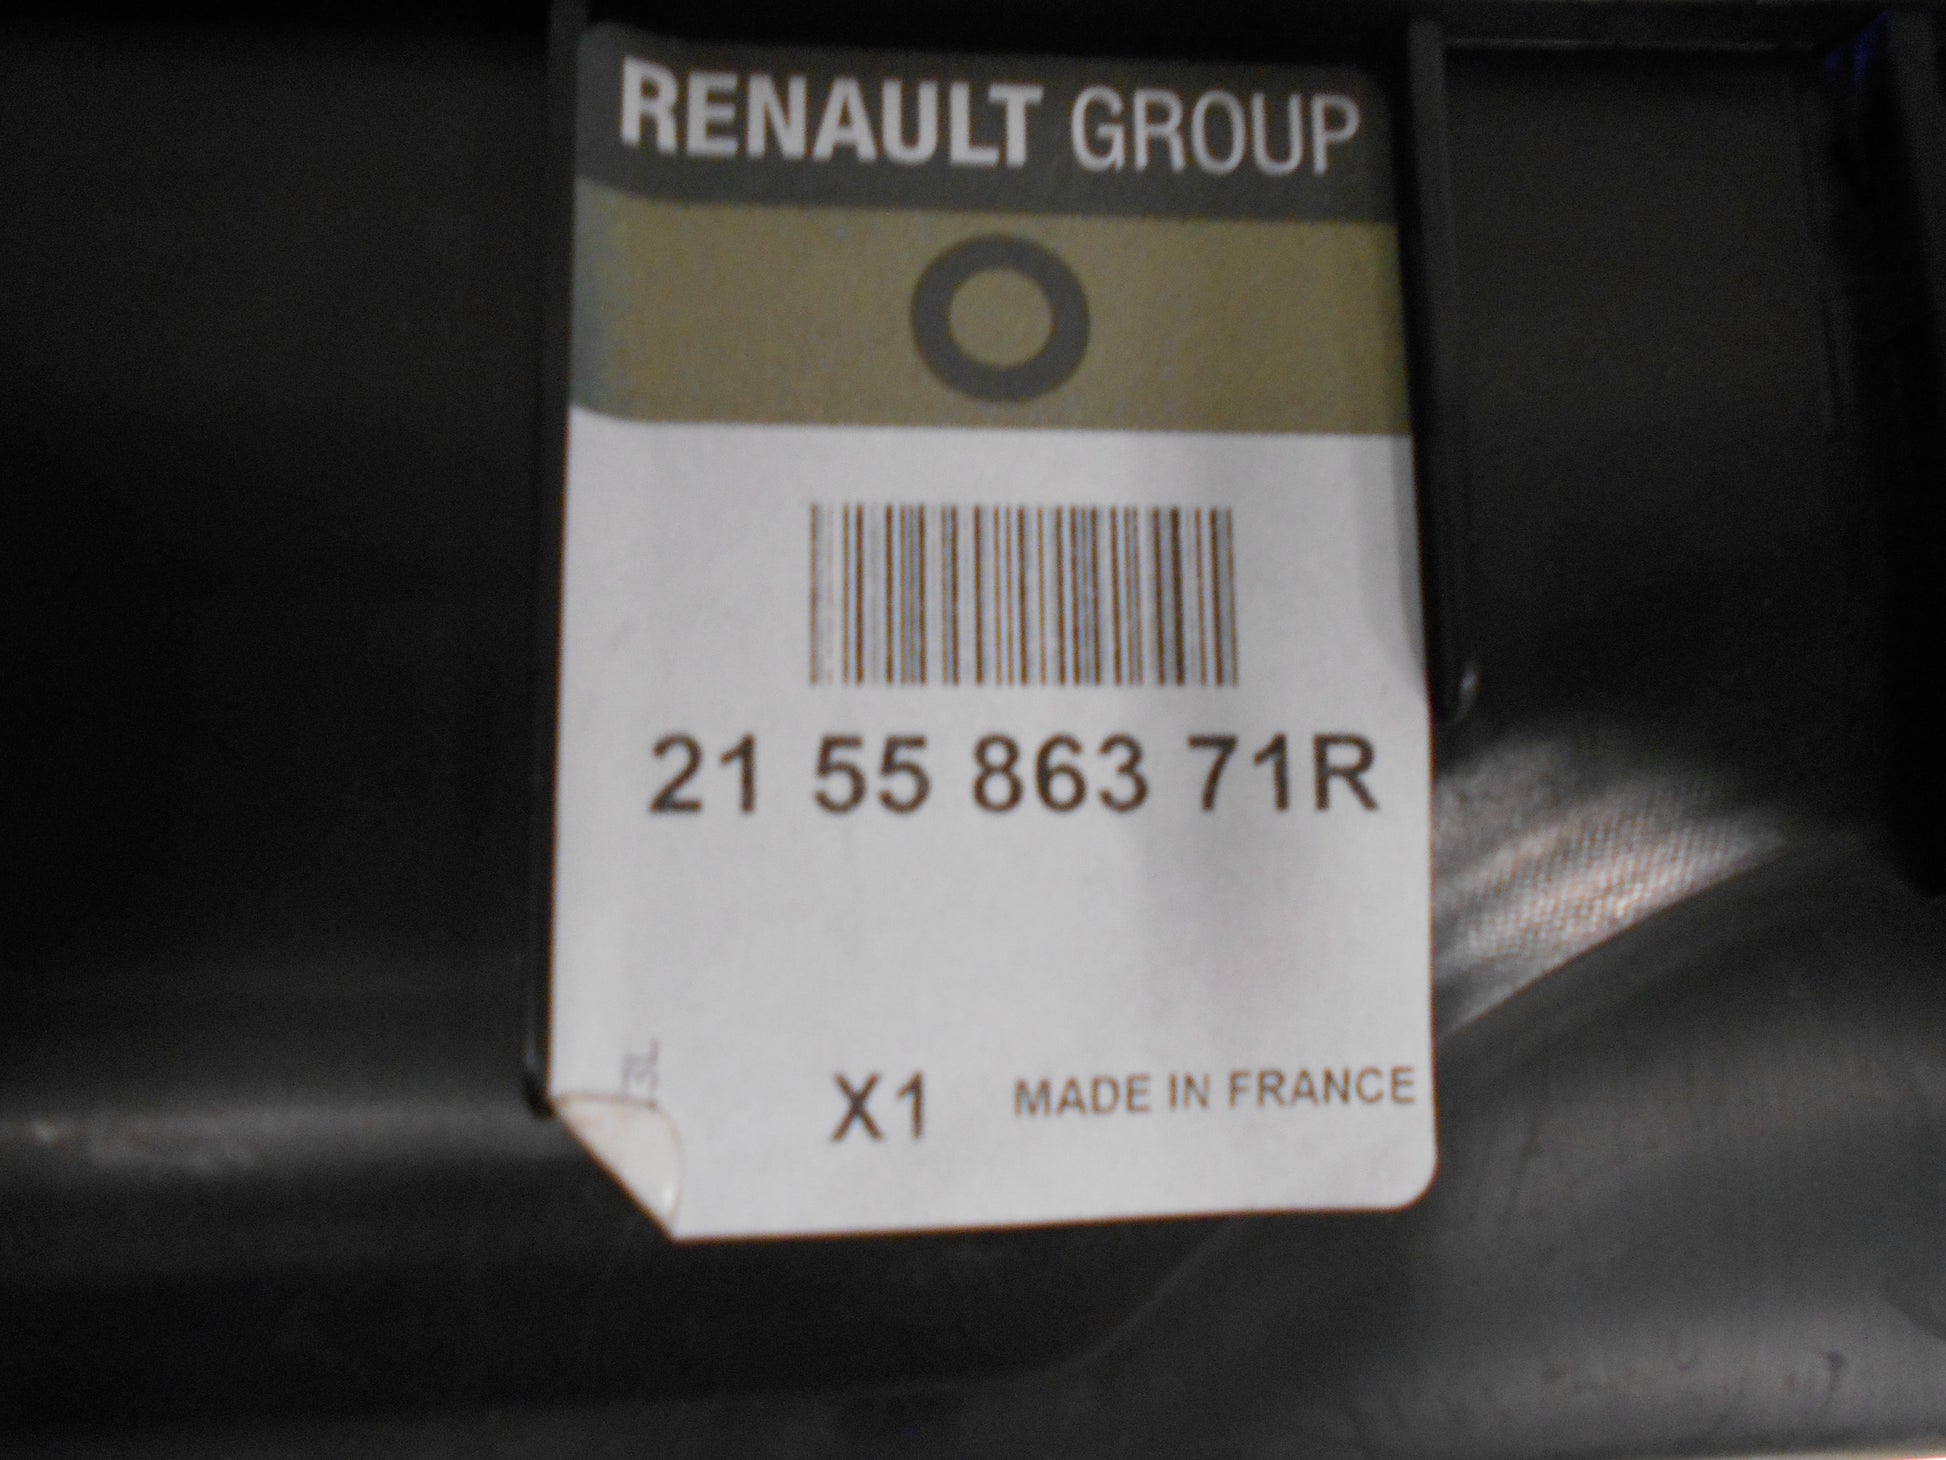 RENAULT GROUP
21 55 863 71R
X1 MADE IN FRANCE